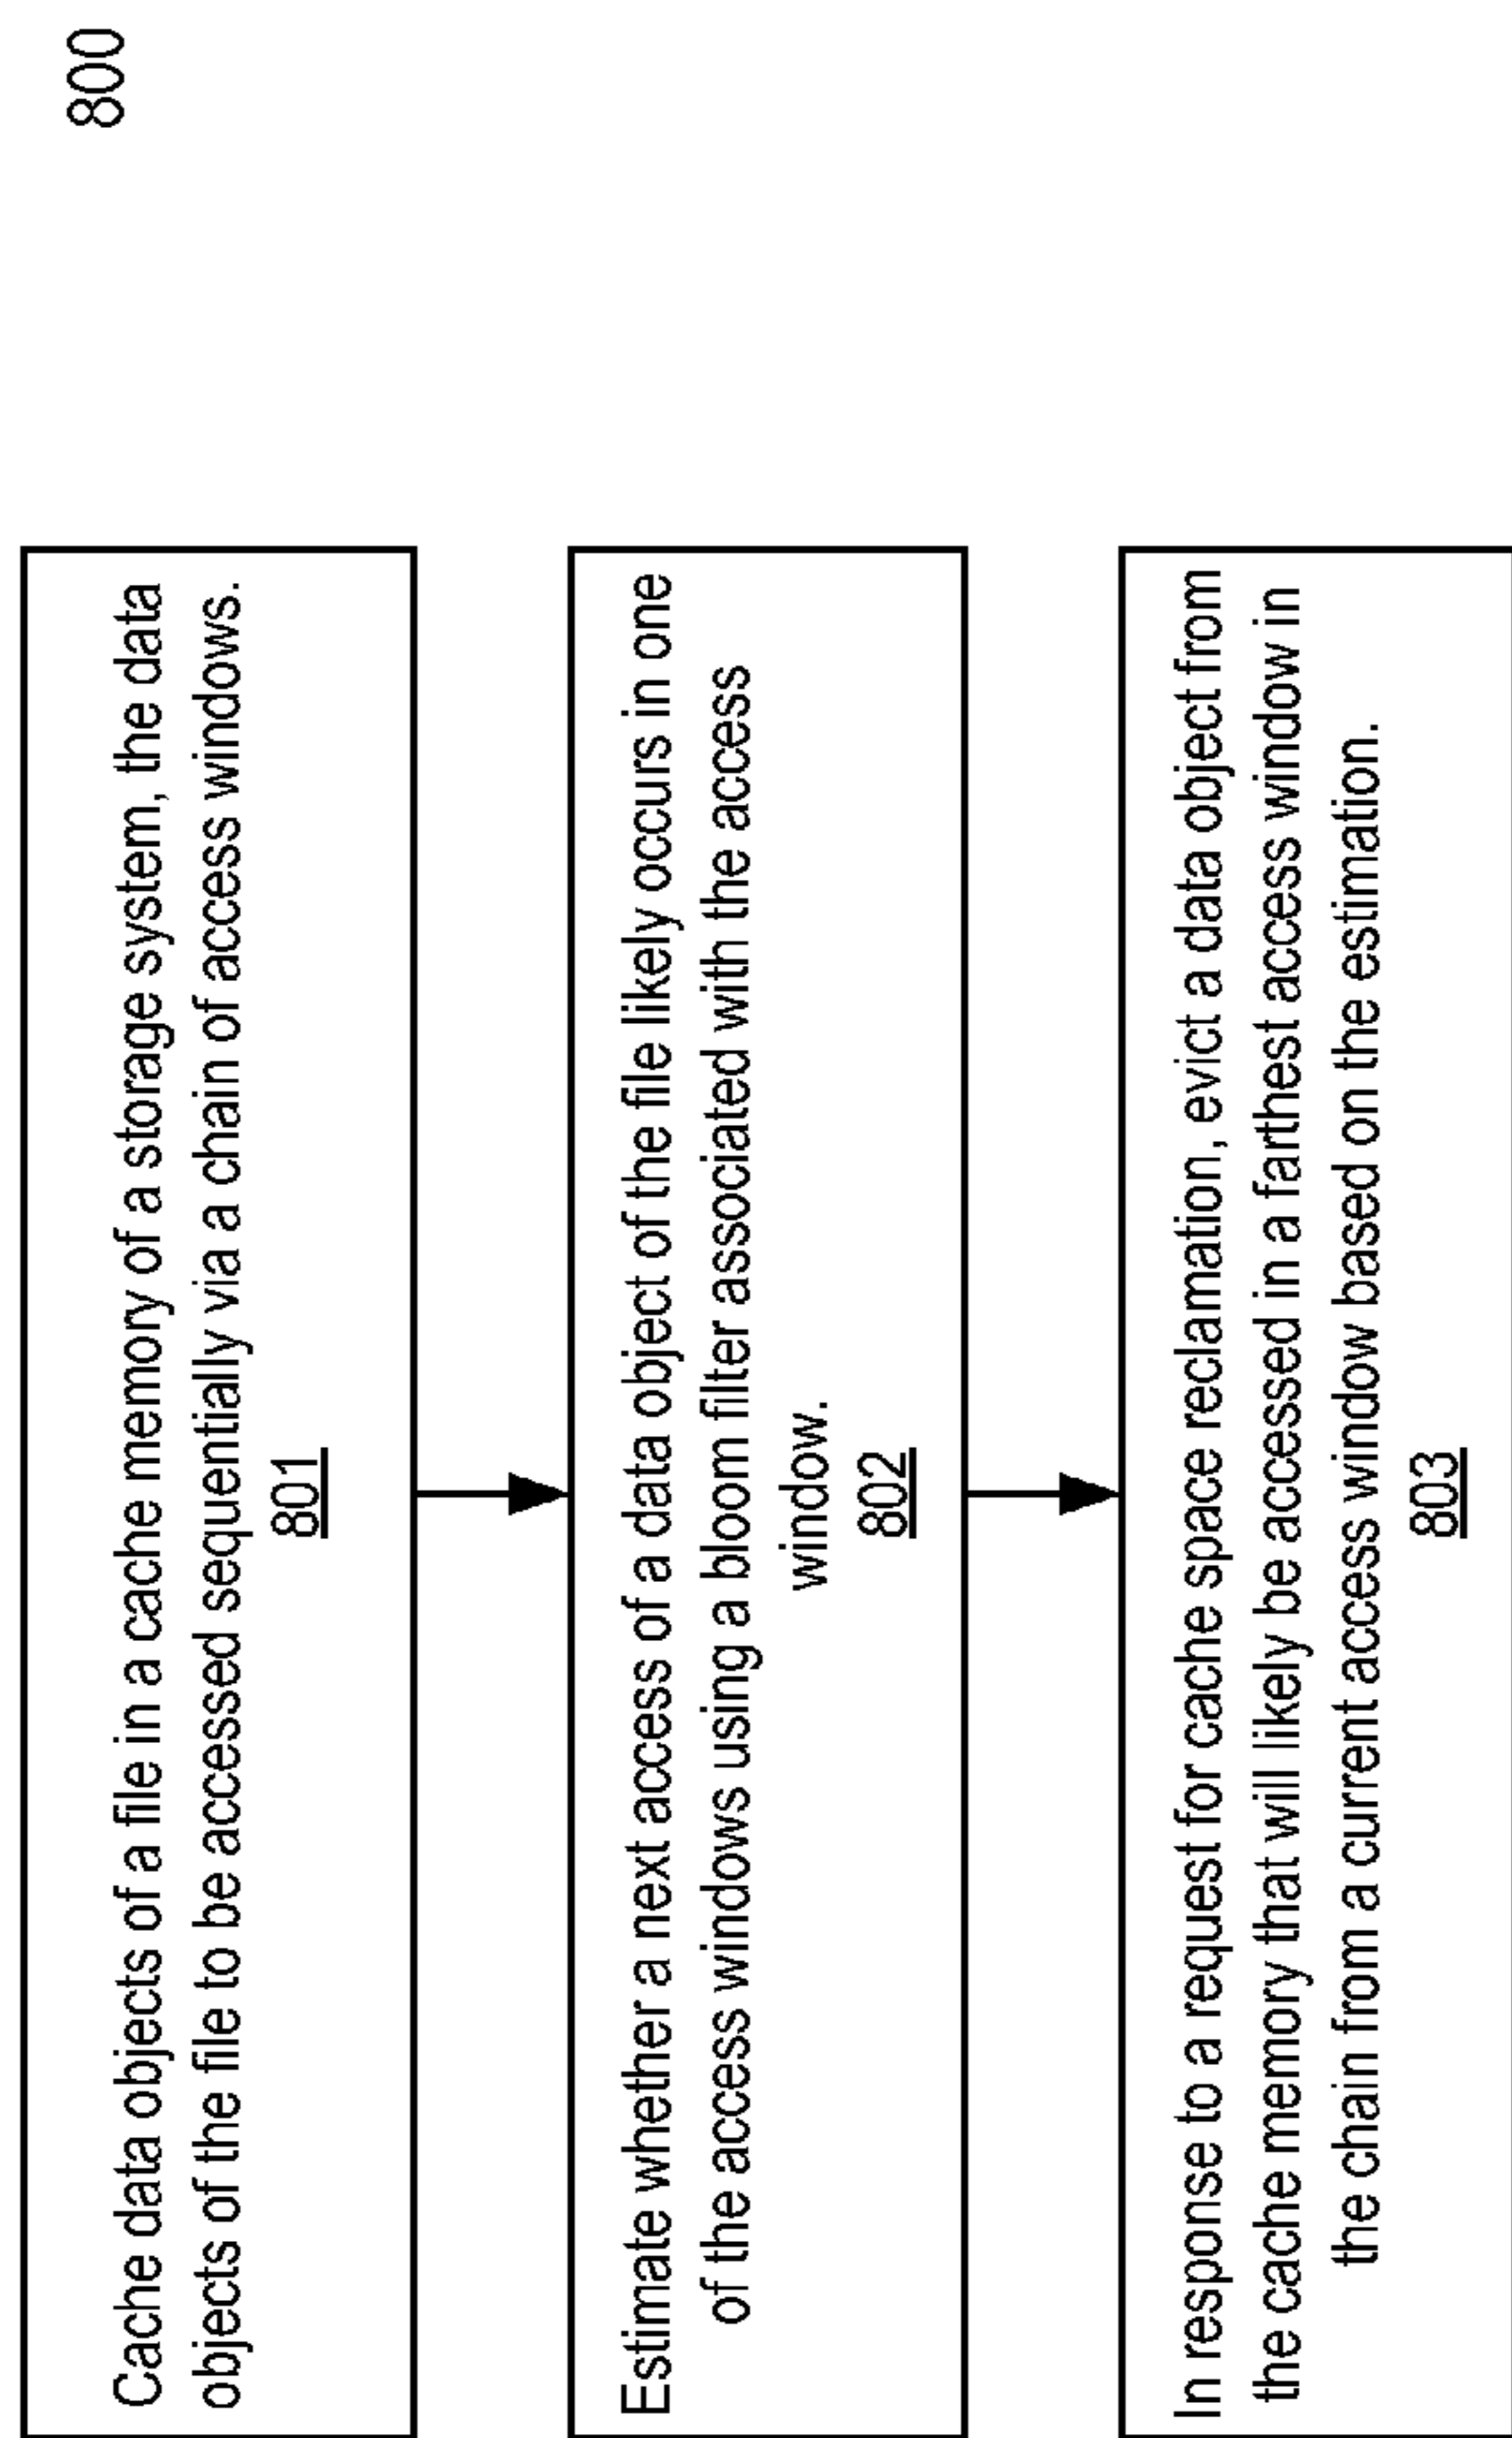 800
Cache data objects of a file in a cache memory of a storage system, the data
objects of the file to be accessed sequentially via a chain of access windows.
801
Estimate whether a next access of a data object of the file likely occurs in one
of the access windows using a bloom filter associated with the access
window.
802
In response to a request for cache space reclamation, evict a data object from
the cache memory that will likely be accessed in a farthest access window in
the chain from a current access window based on the estimation.
803